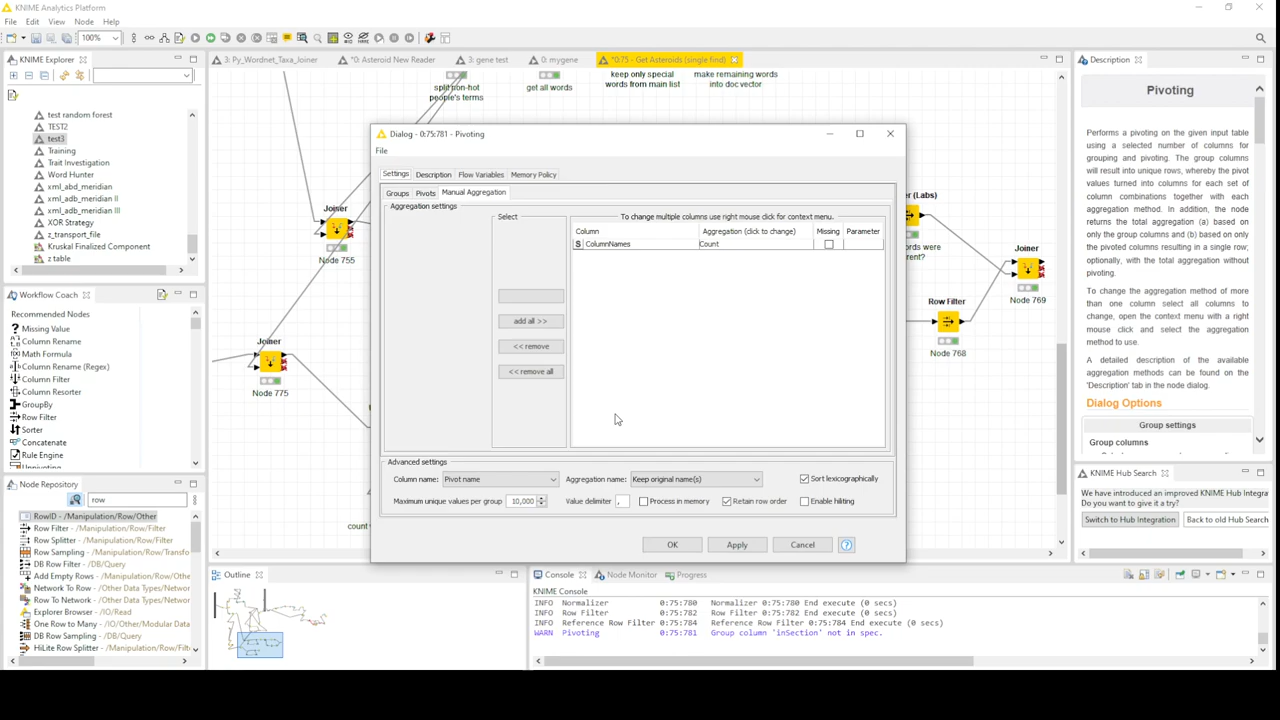 KNIME Analytics Platform
File Edit View Node Help
100%
KNIME Explorer
test random forest
TEST2
test3
Training
Trait Investigation
Word Hunter
xml_abd_meridian
xml_abd_meridian II
xml_abd_meridian III
XOR Strategy
z_transport_file
Kruskal Finalized Component
z table
Workflow Coach
Recommended Nodes
Missing Value
Column Rename
Math Formula
Column Rename (Regex)
Column Filter
Column Resorter
GroupBy
Row Filter
Sorter
Concatenate
Rule Engine
Unpivoting
Node Repository
row
RowID - /Manipulation/Row/Other
Row Filter - /Manipulation/Row/Filter
Row Splitter - /Manipulation/Row/Filter
Row Sampling - /Manipulation/Row/Transfo
DB Row Filter - /DB/Query
Add Empty Rows - /Manipulation/Row/Othe
Network To Row - /Other Data Types/Networ
Row To Network - /Other Data Types/Networ
Explorer Browser - /IO/Read
One Row to Many - /IO/Other/Modular Data
DB Row Sampling - /DB/Query
HiLite Row Splitter - /Manipulation/Row/Filte
3: Py_Wordnet_Taxa_Joiner
*0: Asteroid New Reader
3: gene test
0: mygene
*0:75 - Get Asteroids (single find)
split non-hot
people's terms
get all words
keep only special
words from main list
make remaining words
into doc vector
Joiner
Node 755
Joiner
Node 775
(Labs)
Joiner
Node 769
Row Filter
Node 768
Dialog - 0:75:781 - Pivoting
File
Settings Description Flow Variables Memory Policy
Groups Pivots Manual Aggregation
Aggregation settings
Select
add all >>
<< remove
<< remove all
To change multiple columns use right mouse click for context menu.
Column Aggregation (click to change) Missing Parameter
S ColumnNames Count
Advanced settings
Column name: Pivot name Aggregation name: Keep original name(s) Sort lexicographically
Maximum unique values per group 10,000 Value delimiter , Process in memory Retain row order Enable hiliting
OK Apply Cancel ?
Outline
Console Node Monitor Progress
KNIME Console
INFO Normalizer 0:75:780 Normalizer 0:75:780 End execute (0 secs)
INFO Row Filter 0:75:782 Row Filter 0:75:782 End execute (0 secs)
INFO Reference Row Filter 0:75:784 Reference Row Filter 0:75:784 End execute (0 secs)
WARN Pivoting 0:75:781 Group column 'inSection' not in spec.
Description
Pivoting
Performs a pivoting on the given input table
using a selected number of columns for
grouping and pivoting. The group columns
will result into unique rows, whereby the pivot
values turned into columns for each set of
column combinations together with each
aggregation method. In addition, the node
returns the total aggregation (a) based on
only the group columns and (b) based on only
the pivoted columns resulting in a single row;
optionally, with the total aggregation without
pivoting.
To change the aggregation method of more
than one column select all columns to
change, open the context menu with a right
mouse click and select the aggregation
method to use.
A detailed description of the available
aggregation methods can be found on the
'Description' tab in the node dialog.
Dialog Options
Group settings
Group columns
KNIME Hub Search
We have introduced an improved KNIME Hub Integra
Do you want to give it a try?
Switch to Hub Integration
Back to old Hub Search